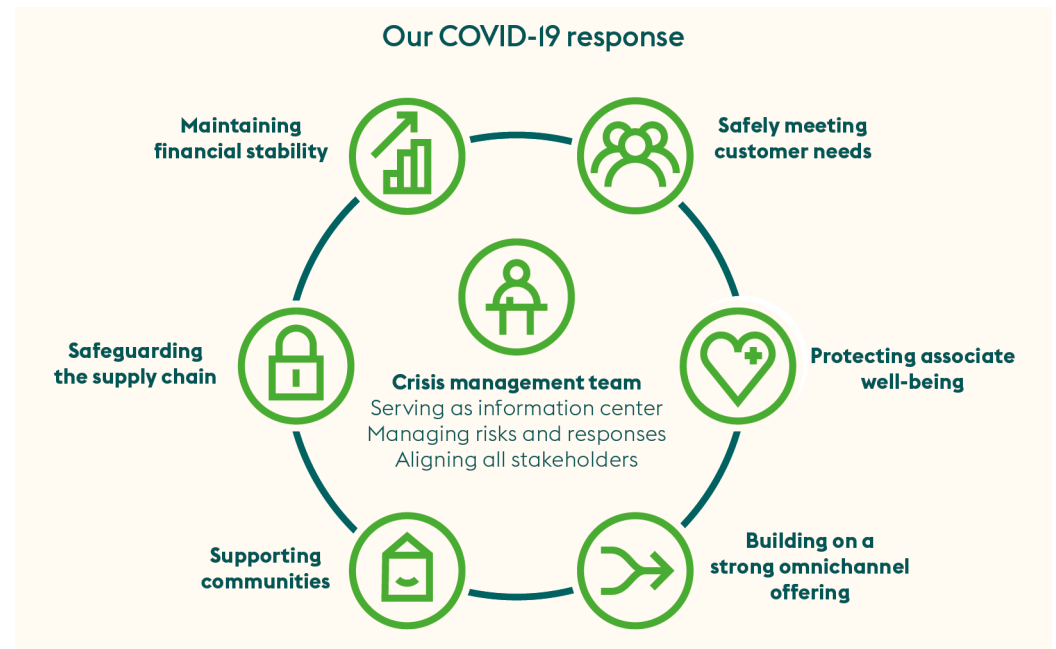 Our COVID-19 response
Maintaining
financial stability
Safely meeting
customer needs
Safeguarding
the supply chain
Protecting associate
well-being
Crisis management team
Serving as information center
Managing risks and responses
Aligning all stakeholders
Supporting
communities
Building on a
strong omnichannel
offering